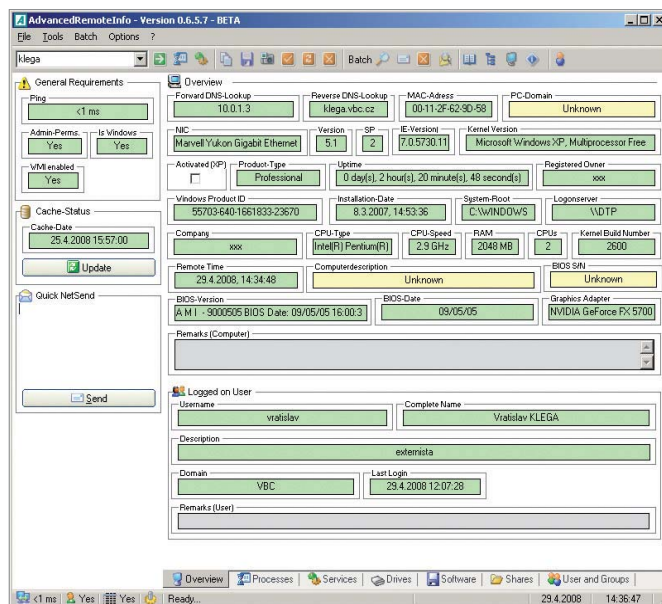 AdvancedRemoteInfo - Version 0.6.5.7 - BETA
File Tools Batch Options ?
klega
Batch
General Requirements
Ping
<1 ms
Admin-Perms.
Yes
Is Windows
Yes
WMI enabled
Yes
Cache-Status
Cache-Date
25.4.2008 15:57:00
Update
Quick NetSend
Send
Overview
Forward DNS-Lookup
10.0.1.3
Reverse DNS-Lookup
klega.vbc.cz
MAC-Adress
00-11-2F-62-9D-58
PC-Domain
Unknown
NIC
Marvell Yukon Gigabit Ethernet
Version
5.1
SP
2
IE-Version|
7.0.5730.11
Kernel Version
Microsoft Windows XP, Multiprocessor Free
Activated (XP)
Product-Type
Professional
Uptime
0 day(s), 2 hour(s), 20 minute(s), 48 second(s)
Registered Owner
xxx
Windows Product ID
55703-640-1661833-23670
Installation-Date
8.3.2007, 14:53:36
System-Root
C:\WINDOWS
Logonserver
\\DTP
Company
xxx
CPU-Type
Intel(R) Pentium(R)
CPU-Speed
2.9 GHz
RAM
2048 MB
CPUs
2
Kernel Build Number
2600
Remote Time
29.4.2008, 14:34:48
Computerdescription
Unknown
BIOS S/N
Unknown
BIOS-Version
A M I - 9000505 BIOS Date: 09/05/05 16:00:3
BIOS-Date
09/05/05
Graphics Adapter
NVIDIA GeForce FX 5700
Remarks (Computer)
Logged on User
Username
vratislav
Complete Name
Vratislav KLEGA
Description
externista
Domain
VBC
Last Login
29.4.2008 12:07:28
Remarks (User)
Overview Processes Services Drives Software Shares User and Groups
<1 ms Yes Yes Ready... 29.4.2008 14:36:47